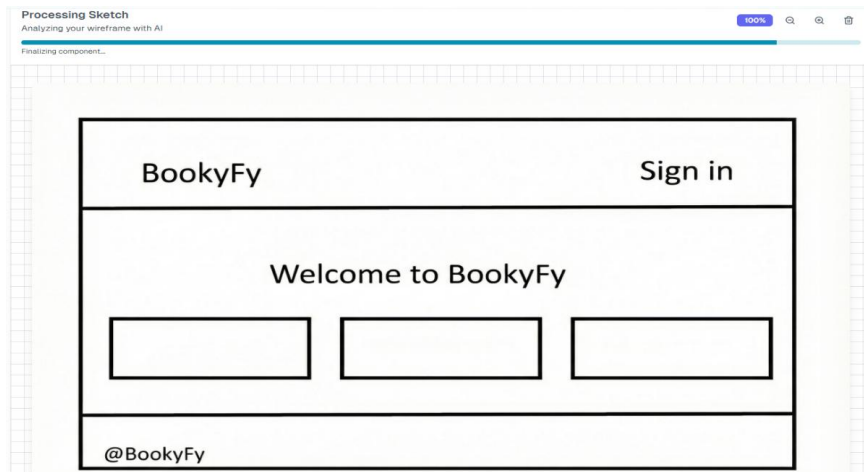 Processing Sketch
Analyzing your wireframe with AI
100%
Finalizing component...
BookyFy
Sign in
Welcome to BookyFy
@BookyFy